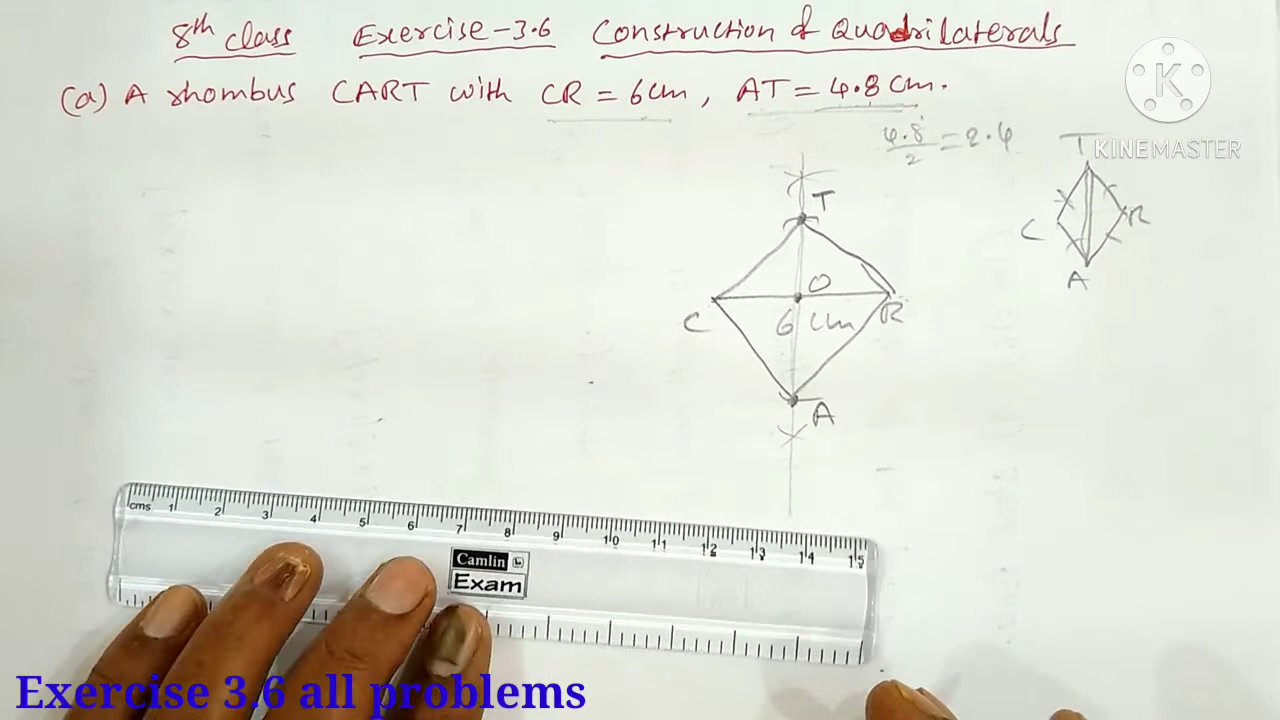 8th class Exercise-3.6 Construction of Quadrilaterals
(a) A rhombus CART with CR = 6cm, AT = 4.8 cm.
4.8/2 = 2.4
T
KINEMASTER
K
C R
A
T
O
C 6 cm R
A
cms 1 2 3 4 5 6 7 8 9 10 11 12 13 14 15
Camlin
Exam
Exercise 3.6 all problems